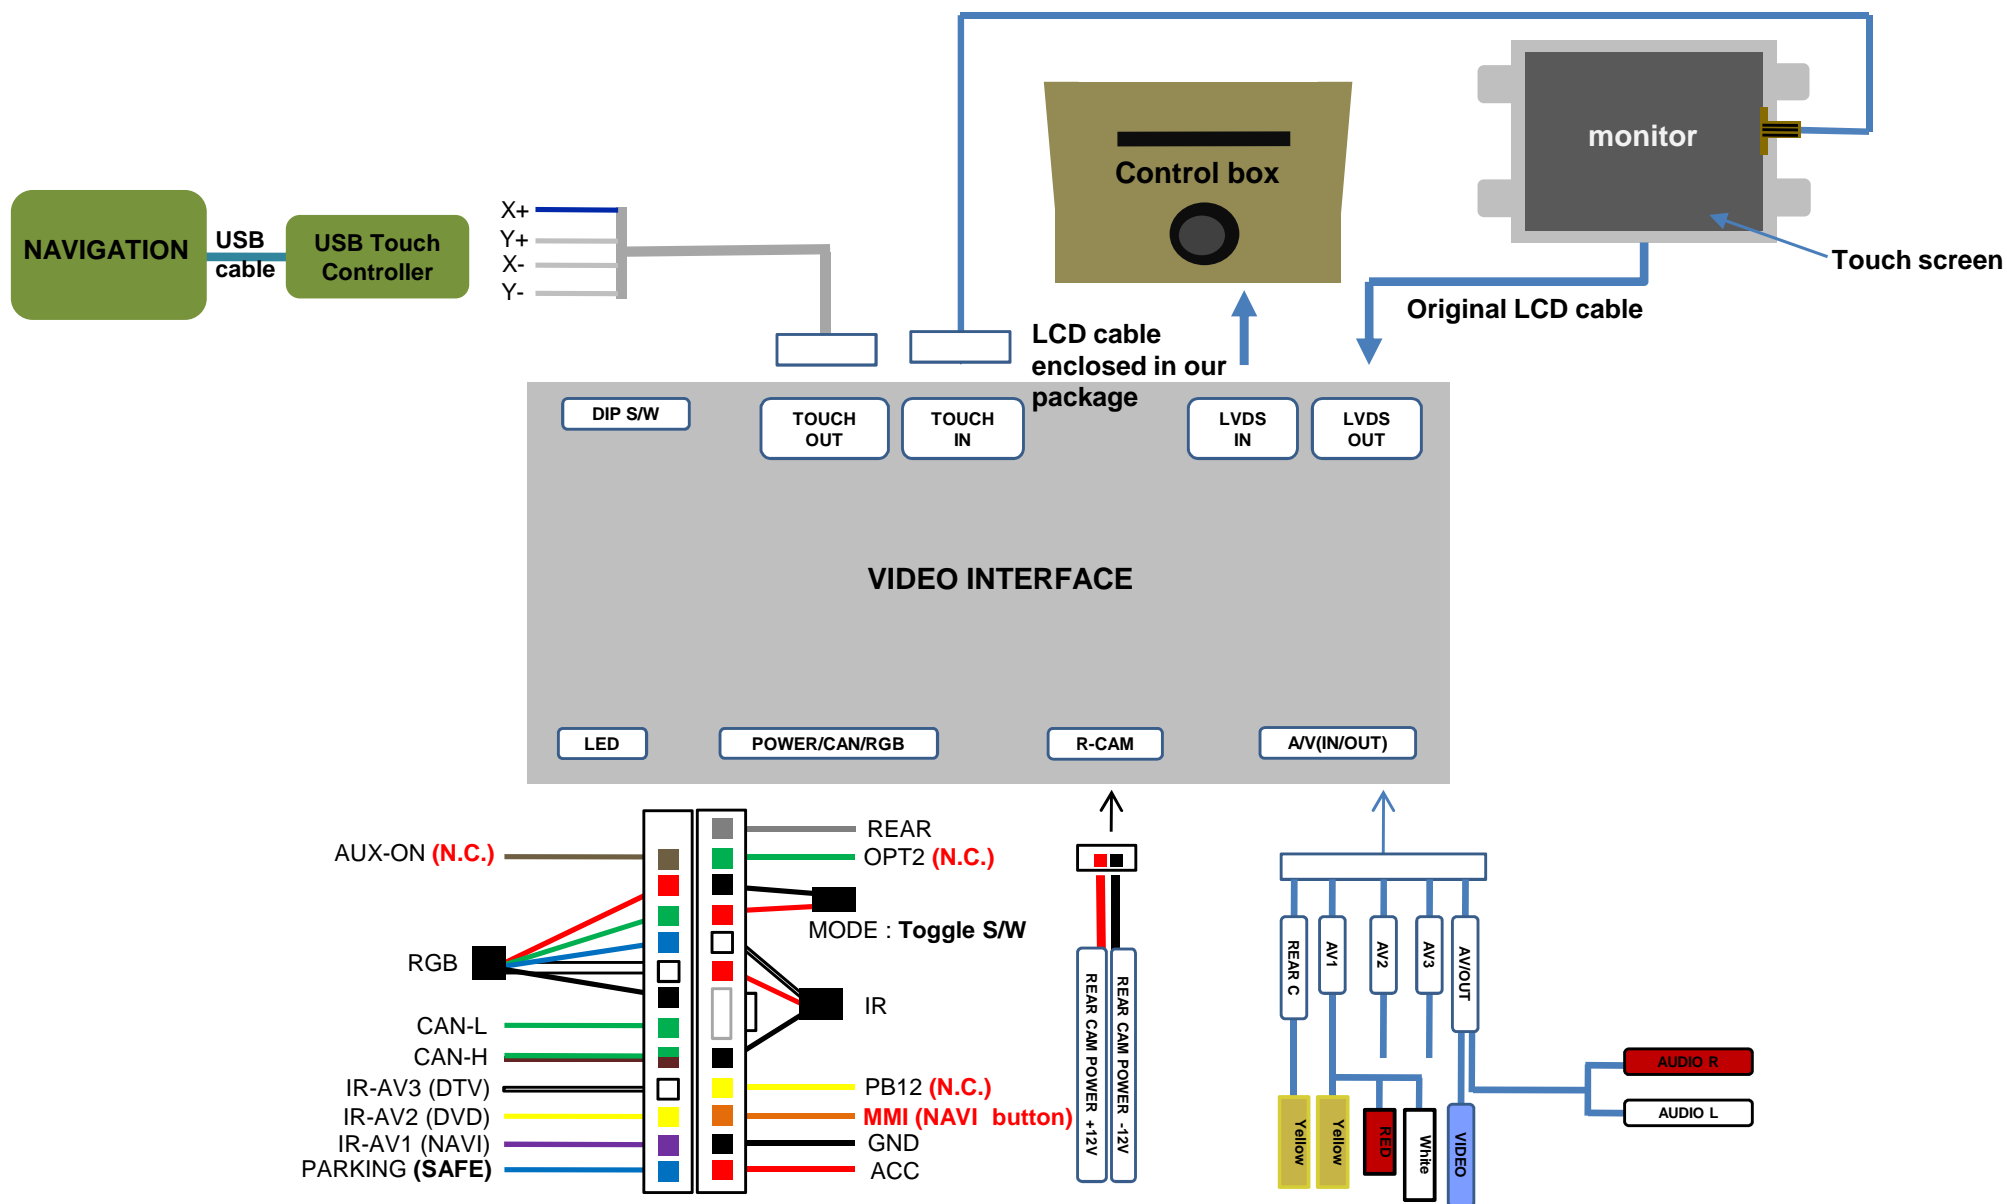 monitor
Control box
NAVIGATION
USB
cable
USB Touch
Controller
X+
Y+
X-
Y-
Touch screen
Original LCD cable
LCD cable
enclosed in our
package
DIP S/W
TOUCH
OUT
TOUCH
IN
LVDS
IN
LVDS
OUT
VIDEO INTERFACE
LED
POWER/CAN/RGB
R-CAM
A/V(IN/OUT)
AUX-ON (N.C.)
RGB
CAN-L
CAN-H
IR-AV3 (DTV)
IR-AV2 (DVD)
IR-AV1 (NAVI)
PARKING (SAFE)
REAR
OPT2 (N.C.)
MODE : Toggle S/W
IR
PB12 (N.C.)
MMI (NAVI button)
GND
ACC
REAR CAM POWER +12V
REAR CAM POWER -12V
REAR C
AV1
AV2
AV3
AV/OUT
Yellow
Yellow
RED
White
VIDEO
AUDIO R
AUDIO L